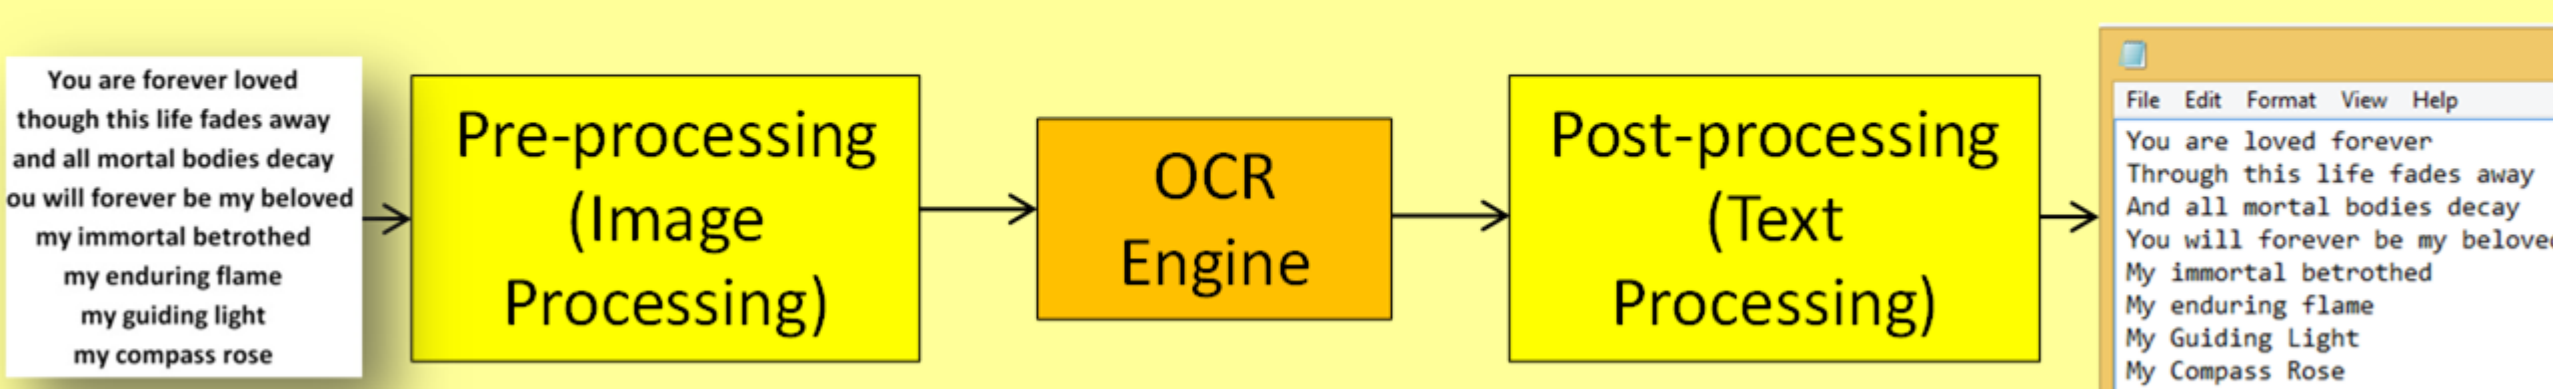 You are forever loved
though this life fades away
and all mortal bodies decay
ou will forever be my beloved
my immortal betrothed
my enduring flame
my guiding light
my compass rose
Pre-processing
(Image
Processing)
OCR
Engine
Post-processing
(Text
Processing)
File Edit Format View Help
You are loved forever
Through this life fades away
And all mortal bodies decay
You will forever be my beloved
My immortal betrothed
My enduring flame
My Guiding Light
My Compass Rose